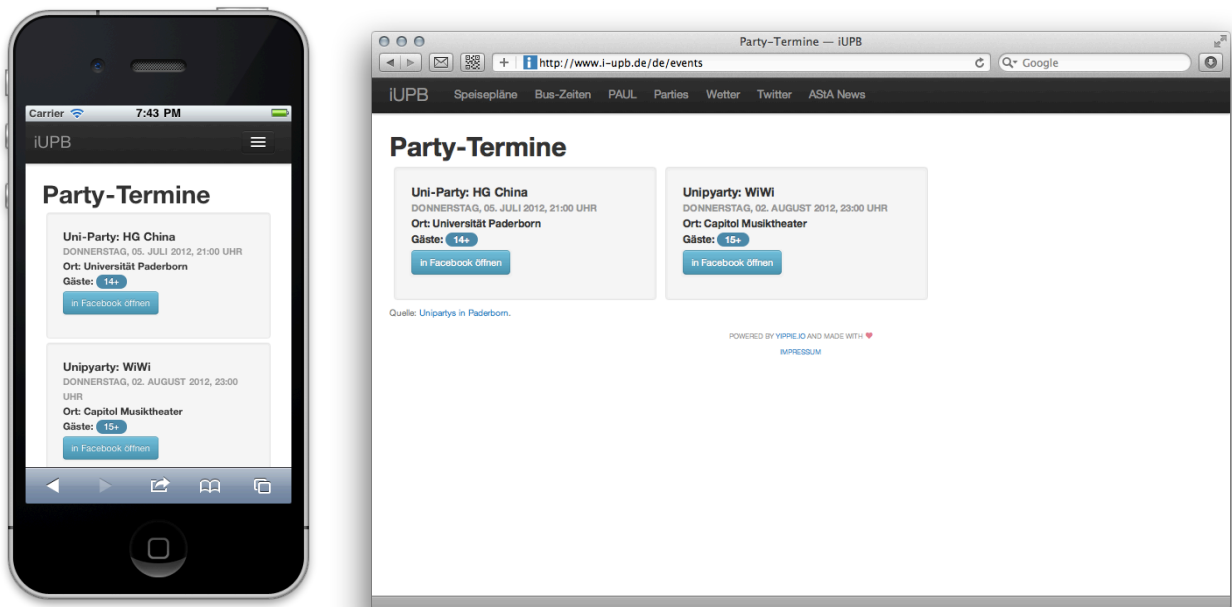 Carrier 7:43 PM
iUPB
Party-Termine
Uni-Party: HG China
DONNERSTAG, 05. JULI 2012, 21:00 UHR
Ort: Universität Paderborn
Gäste: 14+
in Facebook öffnen
Unipyarty: WiWi
DONNERSTAG, 02. AUGUST 2012, 23:00
UHR
Ort: Capitol Musiktheater
Gäste: 15+
in Facebook öffnen
Party-Termine — iUPB
http://www.i-upb.de/de/events
Google
iUPB Speisepläne Bus-Zeiten PAUL Parties Wetter Twitter AStA News
Party-Termine
Uni-Party: HG China
DONNERSTAG, 05. JULI 2012, 21:00 UHR
Ort: Universität Paderborn
Gäste: 14+
in Facebook öffnen
Unipyarty: WiWi
DONNERSTAG, 02. AUGUST 2012, 23:00 UHR
Ort: Capitol Musiktheater
Gäste: 15+
in Facebook öffnen
Quelle: Unipartys in Paderborn.
POWERED BY YIPPIE.IO AND MADE WITH ♥
IMPRESSUM